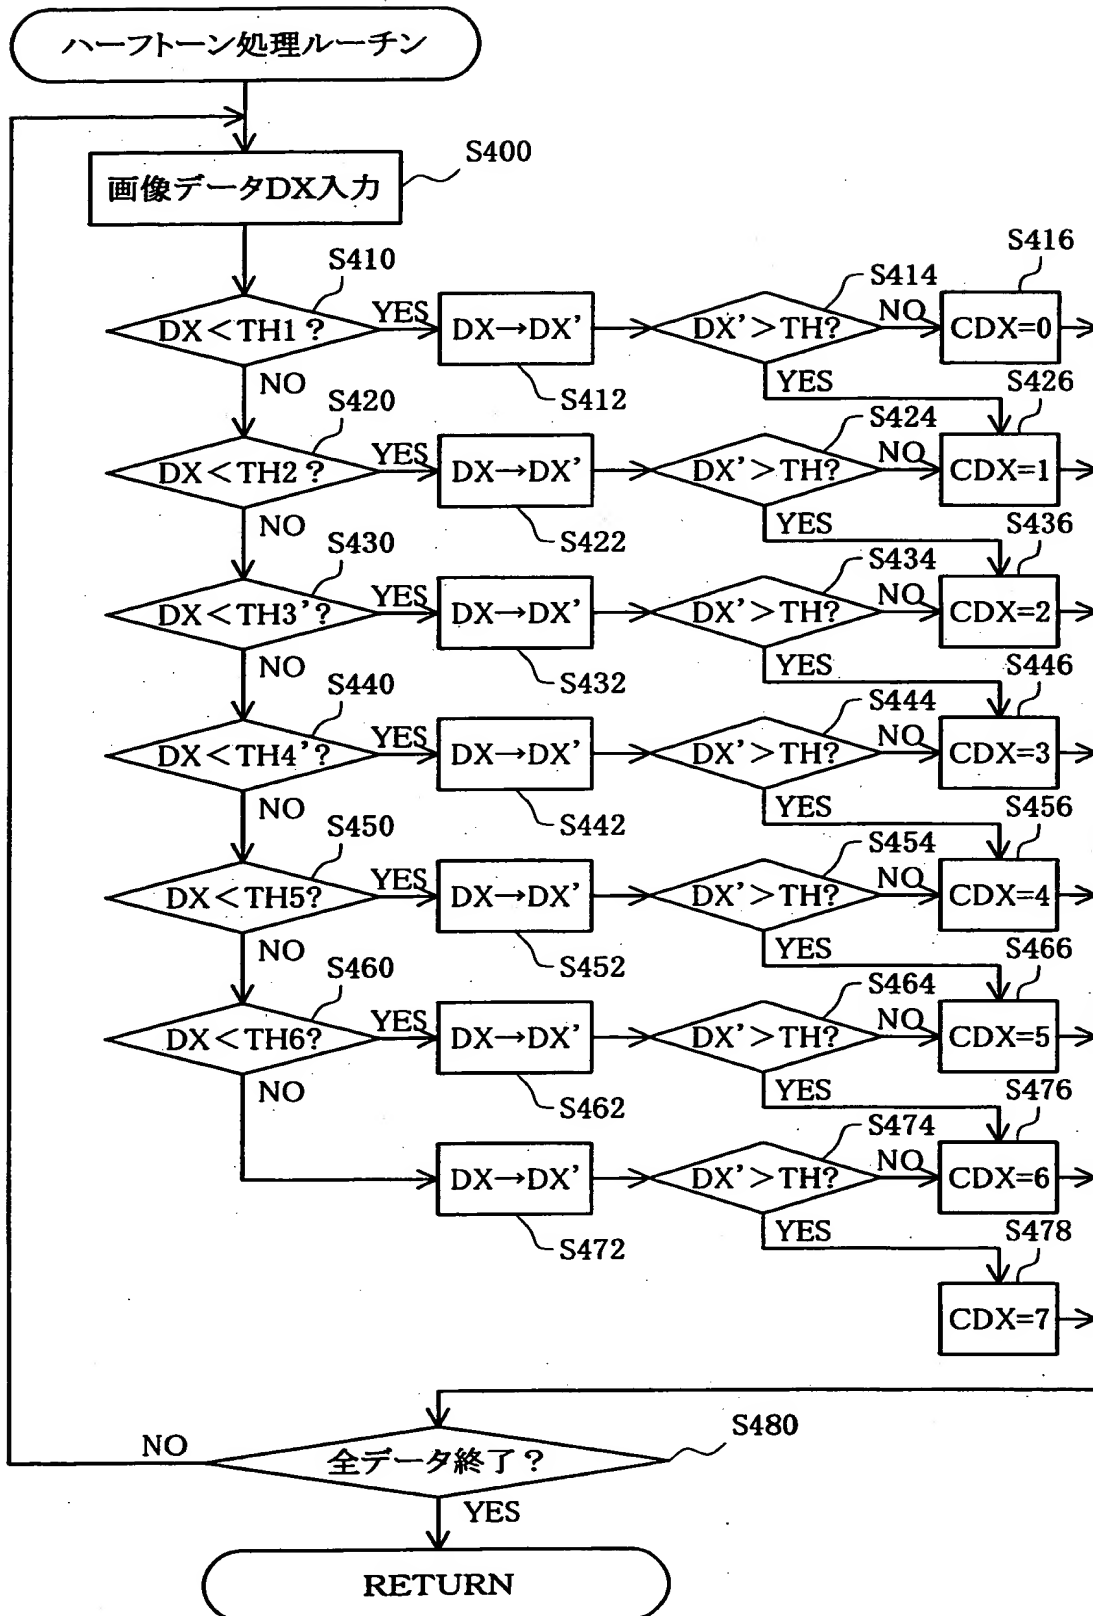 ハーフトーン処理ルーチン
S400
画像データDX入力
S410
DX<TH1?
YES
NO
DX→DX'
S412
S414
DX'>TH?
NO
YES
S416
CDX=0
S420
DX<TH2?
YES
NO
DX→DX'
S422
S424
DX'>TH?
NO
YES
S426
CDX=1
S430
DX<TH3'?
YES
NO
DX→DX'
S432
S434
DX'>TH?
NO
YES
S436
CDX=2
S440
DX<TH4'?
YES
NO
DX→DX'
S442
S444
DX'>TH?
NO
YES
S446
CDX=3
S450
DX<TH5?
YES
NO
DX→DX'
S452
S454
DX'>TH?
NO
YES
S456
CDX=4
S460
DX<TH6?
YES
NO
DX→DX'
S462
S464
DX'>TH?
NO
YES
S466
CDX=5
DX→DX'
S472
S474
DX'>TH?
NO
YES
S476
CDX=6
S478
CDX=7
S480
全データ終了?
NO
YES
RETURN